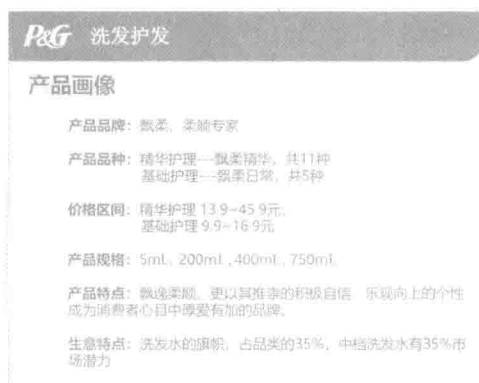 P&G 洗发护发
产品画像
产品品牌：飘柔，柔顺专家
产品品种：精华护理---飘柔精华，共11种
基础护理---飘柔日常，共5种
价格区间：精华护理 13.9~45.9元，
基础护理 9.9~16.9元
产品规格：5mL，200mL，400mL，750mL
产品特点：飘逸柔顺，更以其推崇的积极自信 乐观向上的个性
成为消费者心目中厚爱有加的品牌。
生意特点：洗发水的旗帜，占品类的35%，中档洗发水有35%市
场潜力